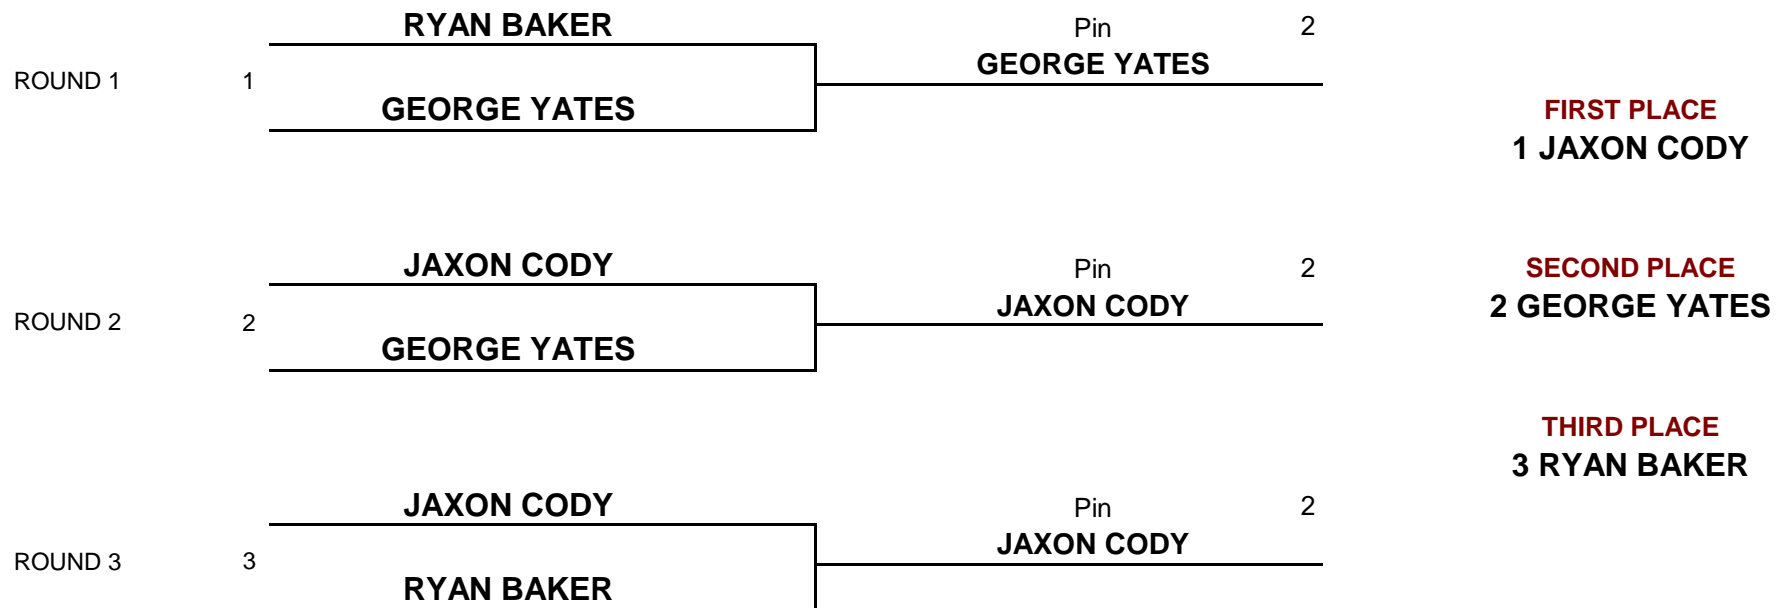 RYAN BAKER
Pin 2
GEORGE YATES
ROUND 1 1
GEORGE YATES
FIRST PLACE
1 JAXON CODY
JAXON CODY
Pin 2
SECOND PLACE
JAXON CODY
2 GEORGE YATES
ROUND 2 2
GEORGE YATES
THIRD PLACE
3 RYAN BAKER
JAXON CODY
Pin 2
JAXON CODY
ROUND 3 3
RYAN BAKER